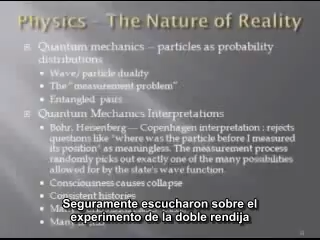 Physics – The Nature of Reality
Quantum mechanics – particles as probability
distributions
Wave/particle duality
The "measurement problem"
Entangled pairs
Quantum Mechanics Interpretations
Bohr, Heisenberg — Copenhagen interpretation ; rejects
questions like "where was the particle before I measured
its position" as meaningless. The measurement process
randomly picks out exactly one of the many possibilities
allowed for by the state's wave function.
Consciousness causes collapse
Consistent histories
Seguramente escucharon sobre el
experimento de la doble rendija